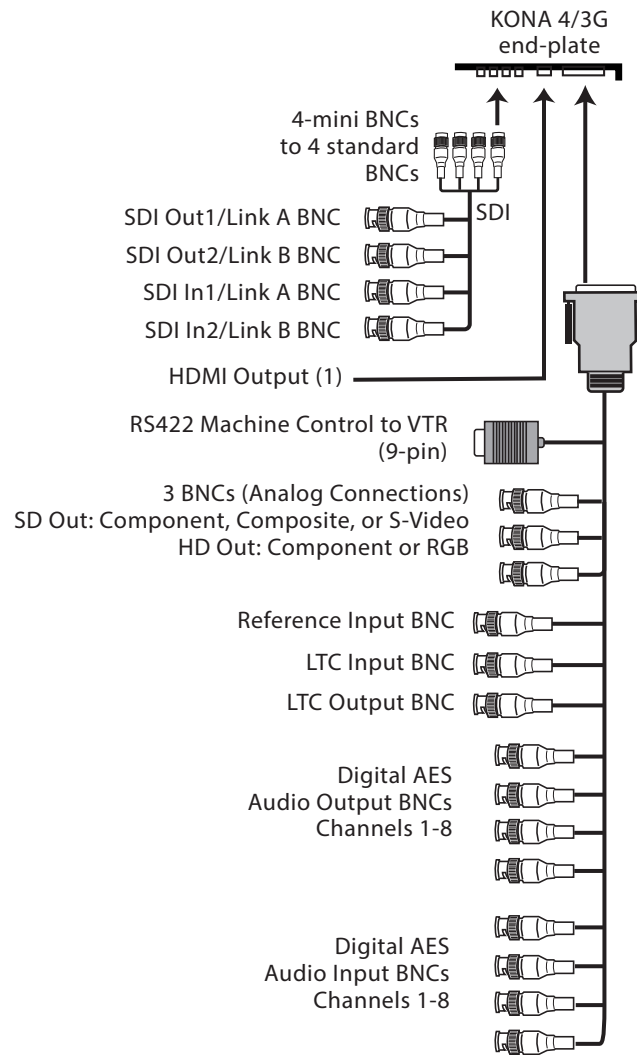 KONA 4/3G
end-plate
4-mini BNCs
to 4 standard
BNCs
SDI
SDI Out1/Link A BNC
SDI Out2/Link B BNC
SDI In1/Link A BNC
SDI In2/Link B BNC
HDMI Output (1)
RS422 Machine Control to VTR
(9-pin)
3 BNCs (Analog Connections)
SD Out: Component, Composite, or S-Video
HD Out: Component or RGB
Reference Input BNC
LTC Input BNC
LTC Output BNC
Digital AES
Audio Output BNCs
Channels 1-8
Digital AES
Audio Input BNCs
Channels 1-8